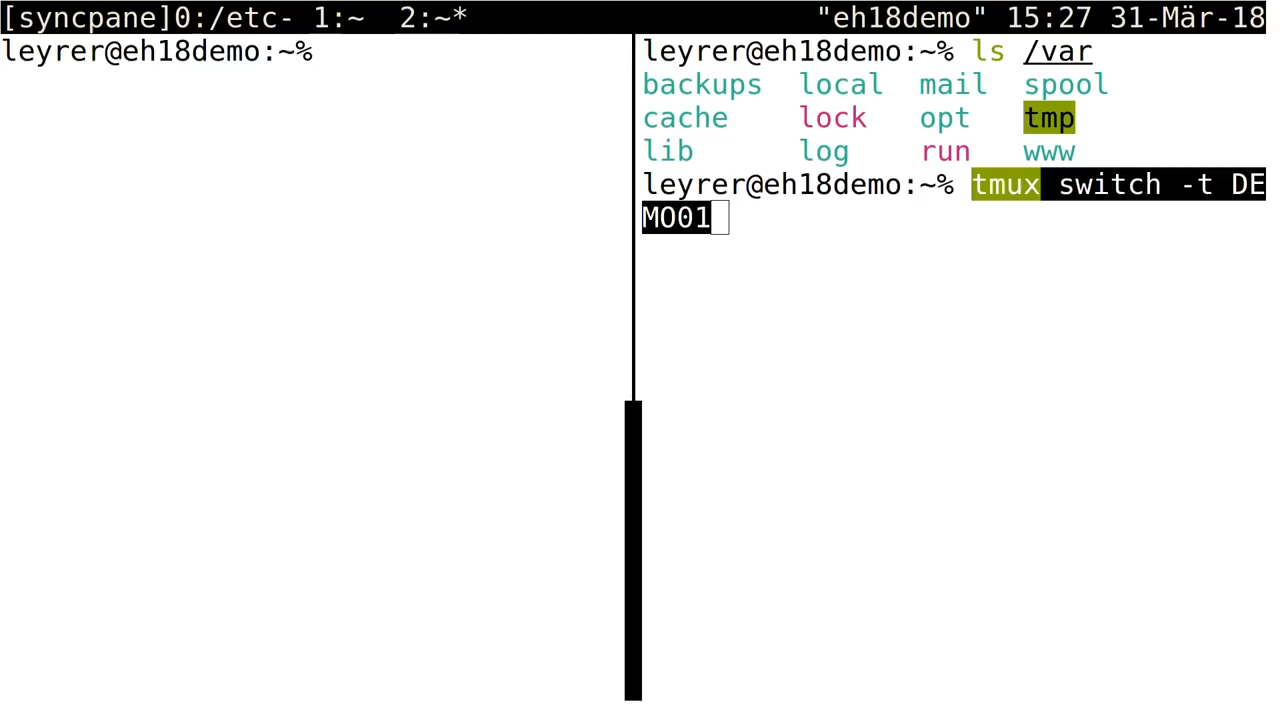 [syncpane]0:/etc- 1:~  2:~* "eh18demo" 15:27 31-Mär-18
leyrer@eh18demo:~%
leyrer@eh18demo:~% ls /var
backups local mail spool
cache lock opt tmp
lib log run www
leyrer@eh18demo:~% tmux switch -t DE
MO01